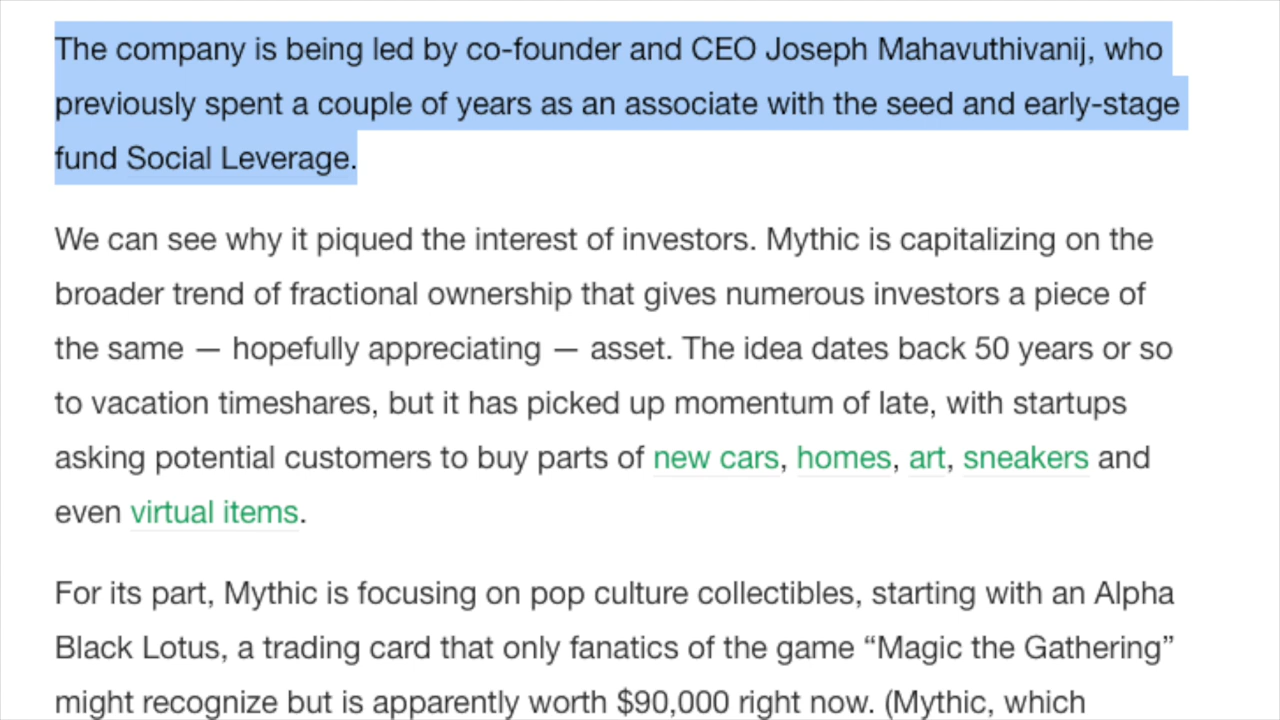 The company is being led by co-founder and CEO Joseph Mahavuthivanij, who
previously spent a couple of years as an associate with the seed and early-stage
fund Social Leverage.
We can see why it piqued the interest of investors. Mythic is capitalizing on the
broader trend of fractional ownership that gives numerous investors a piece of
the same — hopefully appreciating — asset. The idea dates back 50 years or so
to vacation timeshares, but it has picked up momentum of late, with startups
asking potential customers to buy parts of new cars, homes, art, sneakers and
even virtual items.
For its part, Mythic is focusing on pop culture collectibles, starting with an Alpha
Black Lotus, a trading card that only fanatics of the game “Magic the Gathering”
might recognize but is apparently worth $90,000 right now. (Mythic, which